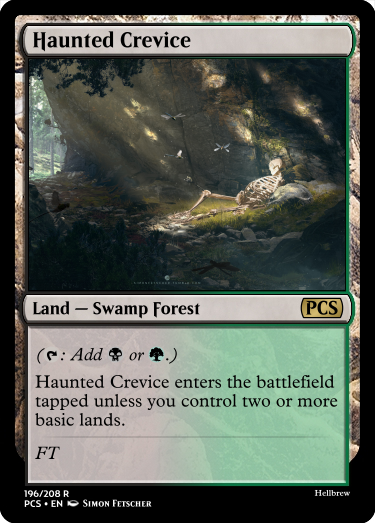 Haunted Crevice
Land — Swamp Forest
PCS
(: Add or .)
Haunted Crevice enters the battlefield
tapped unless you control two or more
basic lands.
FT
196/208 R
PCS • EN Simon Fetscher
Hellbrew